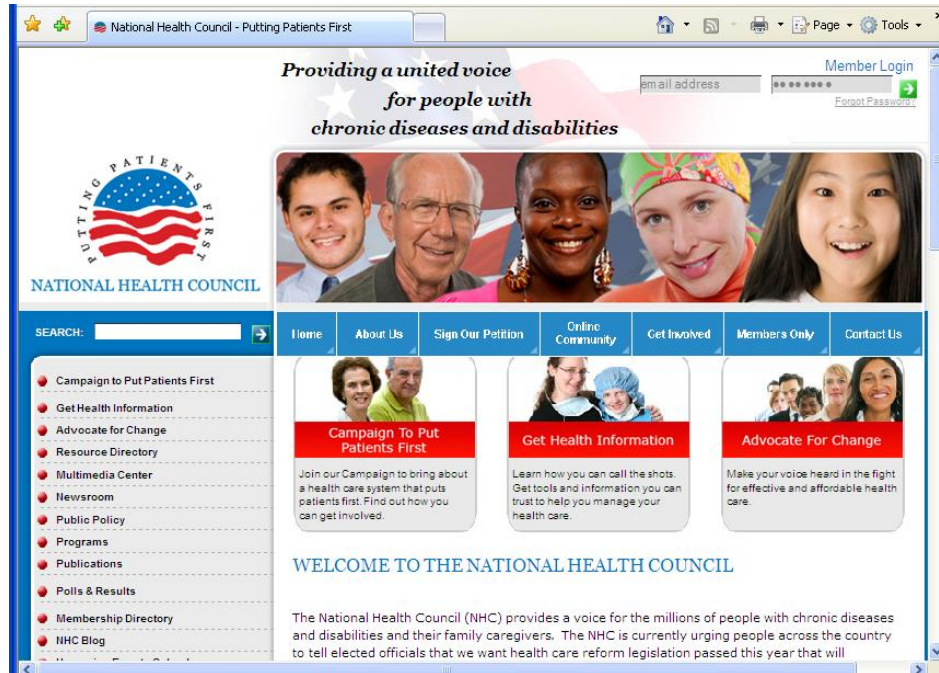 National Health Council - Putting Patients First
Page
Tools
Providing a united voice
for people with
chronic diseases and disabilities
Member Login
email address
Forgot Password?
PUTTING PATIENTS FIRST
NATIONAL HEALTH COUNCIL
SEARCH:
Home
About Us
Sign Our Petition
Online
Community
Get Involved
Members Only
Contact Us
Campaign to Put Patients First
Get Health Information
Advocate for Change
Resource Directory
Multimedia Center
Newsroom
Public Policy
Programs
Publications
Polls & Results
Membership Directory
NHC Blog
Campaign To Put
Patients First
Join our Campaign to bring about
a health care system that puts
patients first. Find out how you
can get involved.
Get Health Information
Learn how you can call the shots.
Get tools and information you can
trust to help you manage your
health care.
Advocate For Change
Make your voice heard in the fight
for effective and affordable health
care.
WELCOME TO THE NATIONAL HEALTH COUNCIL
The National Health Council (NHC) provides a voice for the millions of people with chronic diseases
and disabilities and their family caregivers. The NHC is currently urging people across the country
to tell elected officials that we want health care reform legislation passed this year that will